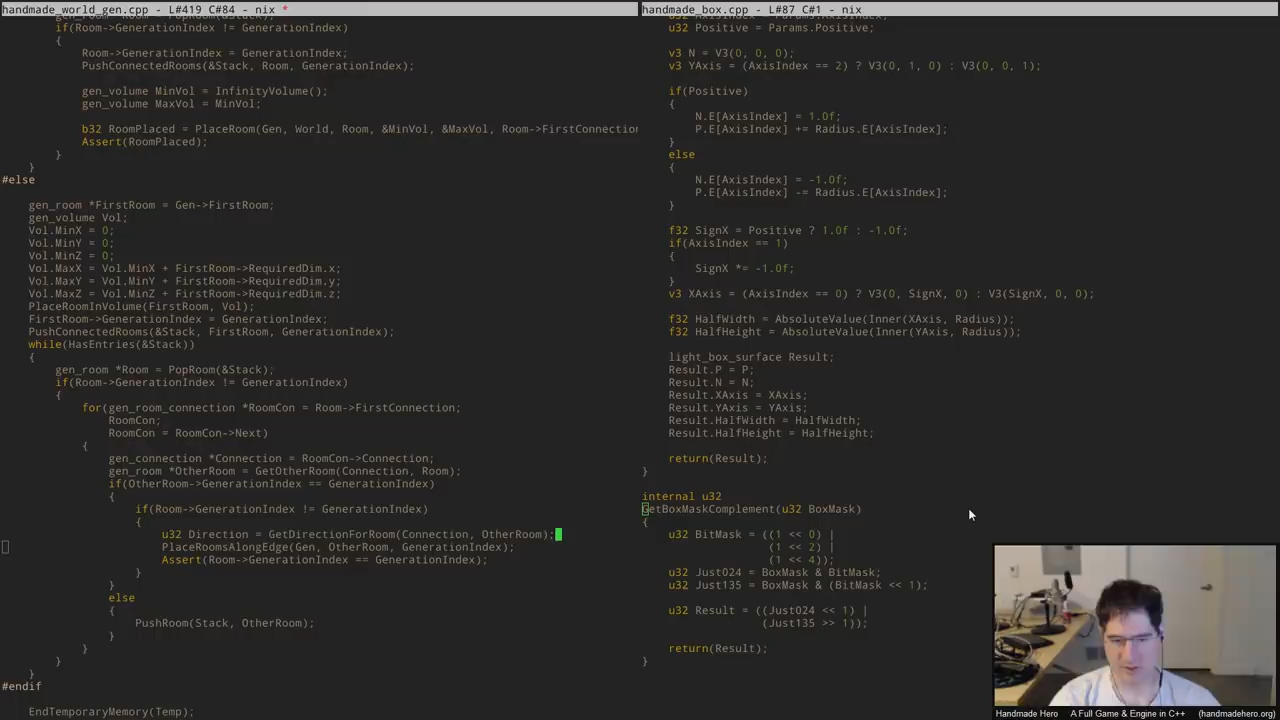 handmade_world_gen.cpp - L#419 C#84 - nix *
if(Room->GenerationIndex != GenerationIndex)
{
Room->GenerationIndex = GenerationIndex;
PushConnectedRooms(&Stack, Room, GenerationIndex);
gen_volume MinVol = InfinityVolume();
gen_volume MaxVol = MinVol;
b32 RoomPlaced = PlaceRoom(Gen, World, Room, &MinVol, &MaxVol, Room->FirstConnection
Assert(RoomPlaced);
}
}
#else
gen_room *FirstRoom = Gen->FirstRoom;
gen_volume Vol;
Vol.MinX = 0;
Vol.MinY = 0;
Vol.MinZ = 0;
Vol.MaxX = Vol.MinX + FirstRoom->RequiredDim.x;
Vol.MaxY = Vol.MinY + FirstRoom->RequiredDim.y;
Vol.MaxZ = Vol.MinZ + FirstRoom->RequiredDim.z;
PlaceRoomInVolume(FirstRoom, Vol);
FirstRoom->GenerationIndex = GenerationIndex;
PushConnectedRooms(&Stack, FirstRoom, GenerationIndex);
while(HasEntries(&Stack))
{
gen_room *Room = PopRoom(&Stack);
if(Room->GenerationIndex != GenerationIndex)
{
for(gen_room_connection *RoomCon = Room->FirstConnection;
RoomCon;
RoomCon = RoomCon->Next)
{
gen_connection *Connection = RoomCon->Connection;
gen_room *OtherRoom = GetOtherRoom(Connection, Room);
if(OtherRoom->GenerationIndex == GenerationIndex)
{
if(Room->GenerationIndex != GenerationIndex)
{
u32 Direction = GetDirectionForRoom(Connection, OtherRoom);
PlaceRoomsAlongEdge(Gen, OtherRoom, GenerationIndex);
Assert(Room->GenerationIndex == GenerationIndex);
}
}
else
{
PushRoom(Stack, OtherRoom);
}
}
}
}
#endif
EndTemporaryMemory(Temp);
handmade_box.cpp - L#87 C#1 - nix
u32 Positive = Params.Positive;
v3 N = V3(0, 0, 0);
v3 YAxis = (AxisIndex == 2) ? V3(0, 1, 0) : V3(0, 0, 1);
if(Positive)
{
N.E[AxisIndex] = 1.0f;
P.E[AxisIndex] += Radius.E[AxisIndex];
}
else
{
N.E[AxisIndex] = -1.0f;
P.E[AxisIndex] -= Radius.E[AxisIndex];
}
f32 SignX = Positive ? 1.0f : -1.0f;
if(AxisIndex == 1)
{
SignX *= -1.0f;
}
v3 XAxis = (AxisIndex == 0) ? V3(0, SignX, 0) : V3(SignX, 0, 0);
f32 HalfWidth = AbsoluteValue(Inner(XAxis, Radius));
f32 HalfHeight = AbsoluteValue(Inner(YAxis, Radius));
light_box_surface Result;
Result.P = P;
Result.N = N;
Result.XAxis = XAxis;
Result.YAxis = YAxis;
Result.HalfWidth = HalfWidth;
Result.HalfHeight = HalfHeight;
return(Result);
}
internal u32
GetBoxMaskComplement(u32 BoxMask)
{
u32 BitMask = ((1 << 0) |
(1 << 2) |
(1 << 4));
u32 Just024 = BoxMask & BitMask;
u32 Just135 = BoxMask & (BitMask << 1);
u32 Result = ((Just024 << 1) |
(Just135 >> 1));
return(Result);
}
Handmade Hero A Full Game & Engine in C++ (handmadehero.org)